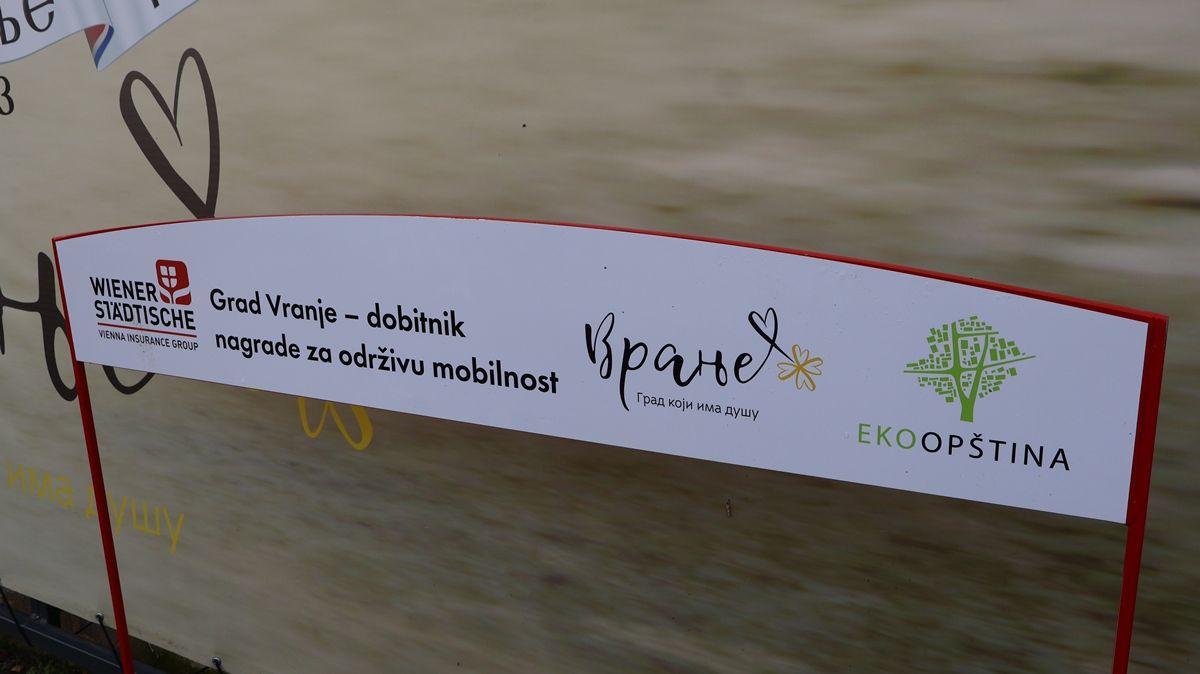 WIENER
STÄDTISCHE
VIENNA INSURANCE GROUP
Grad Vranje – dobitnik
nagrade za održivu mobilnost
Врање
Град који има душу
EKOOPŠTINA
има душу